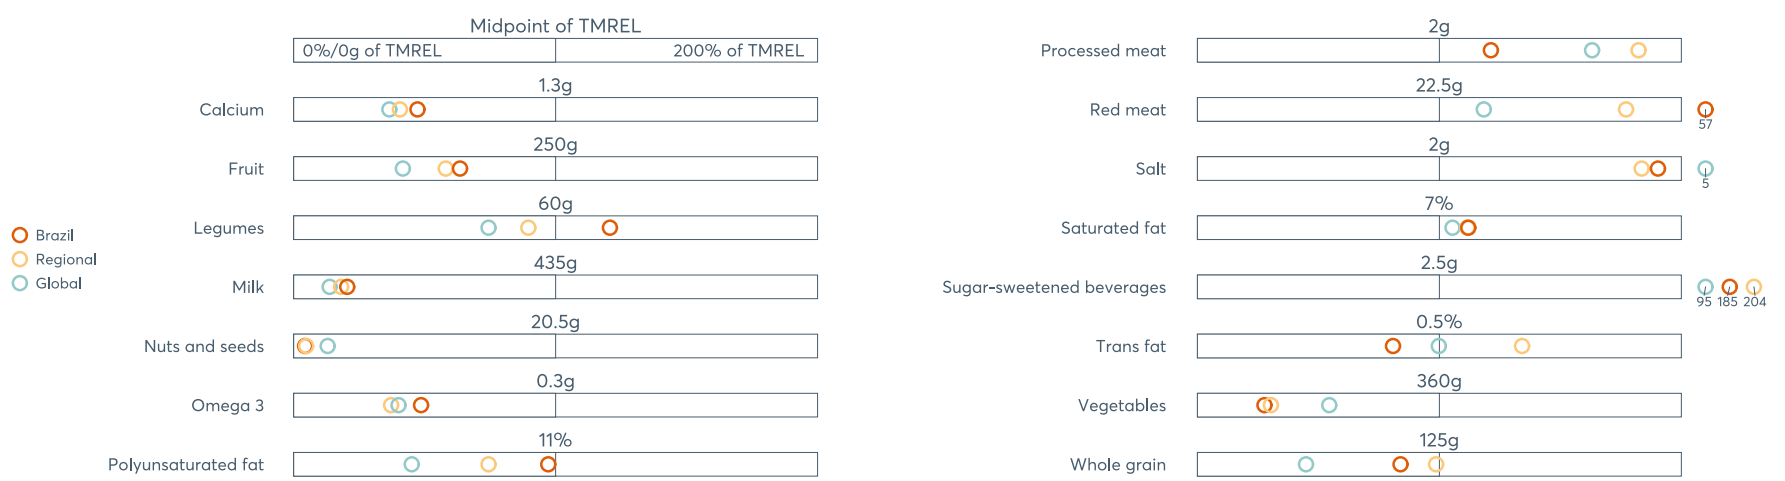 Midpoint of TMREL
0%/0g of TMREL 200% of TMREL
1.3g
Calcium
250g
Fruit
60g
Legumes
435g
Milk
20.5g
Nuts and seeds
0.3g
Omega 3
11%
Polyunsaturated fat
Brazil
Regional
Global
2g
Processed meat
22.5g
Red meat
57
2g
Salt
5
7%
Saturated fat
2.5g
Sugar-sweetened beverages
95 185 204
0.5%
Trans fat
360g
Vegetables
125g
Whole grain